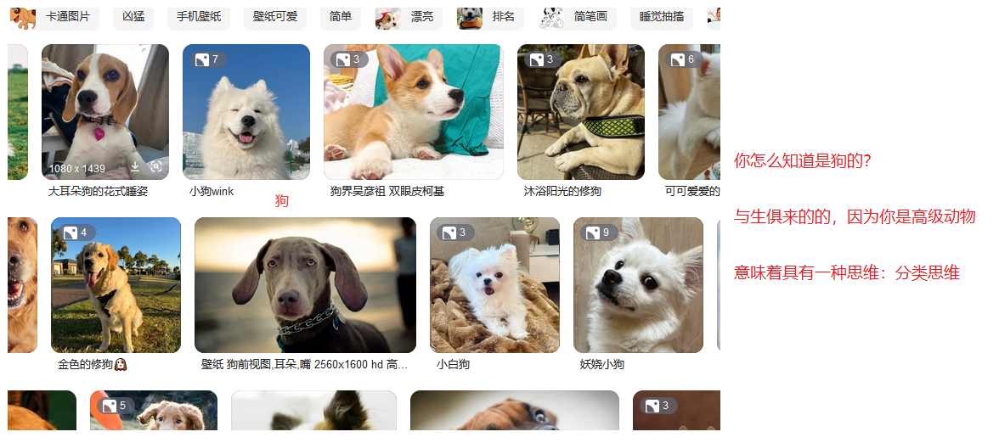 卡通图片
凶猛
手机壁纸
壁纸可爱
简单
漂亮
排名
简笔画
睡觉抽搐
7
3
3
6
1080 x 1439
大耳朵狗的花式睡姿
小狗wink
狗界吴彦祖 双眼皮柯基
沐浴阳光的修狗
可可爱爱的
狗
你怎么知道是狗的?
与生俱来的的，因为你是高级动物
意味着具有一种思维：分类思维
4
3
9
金色的修狗
壁纸 狗前视图,耳朵,嘴 2560x1600 hd 高…
小白狗
妖娆小狗
5
3